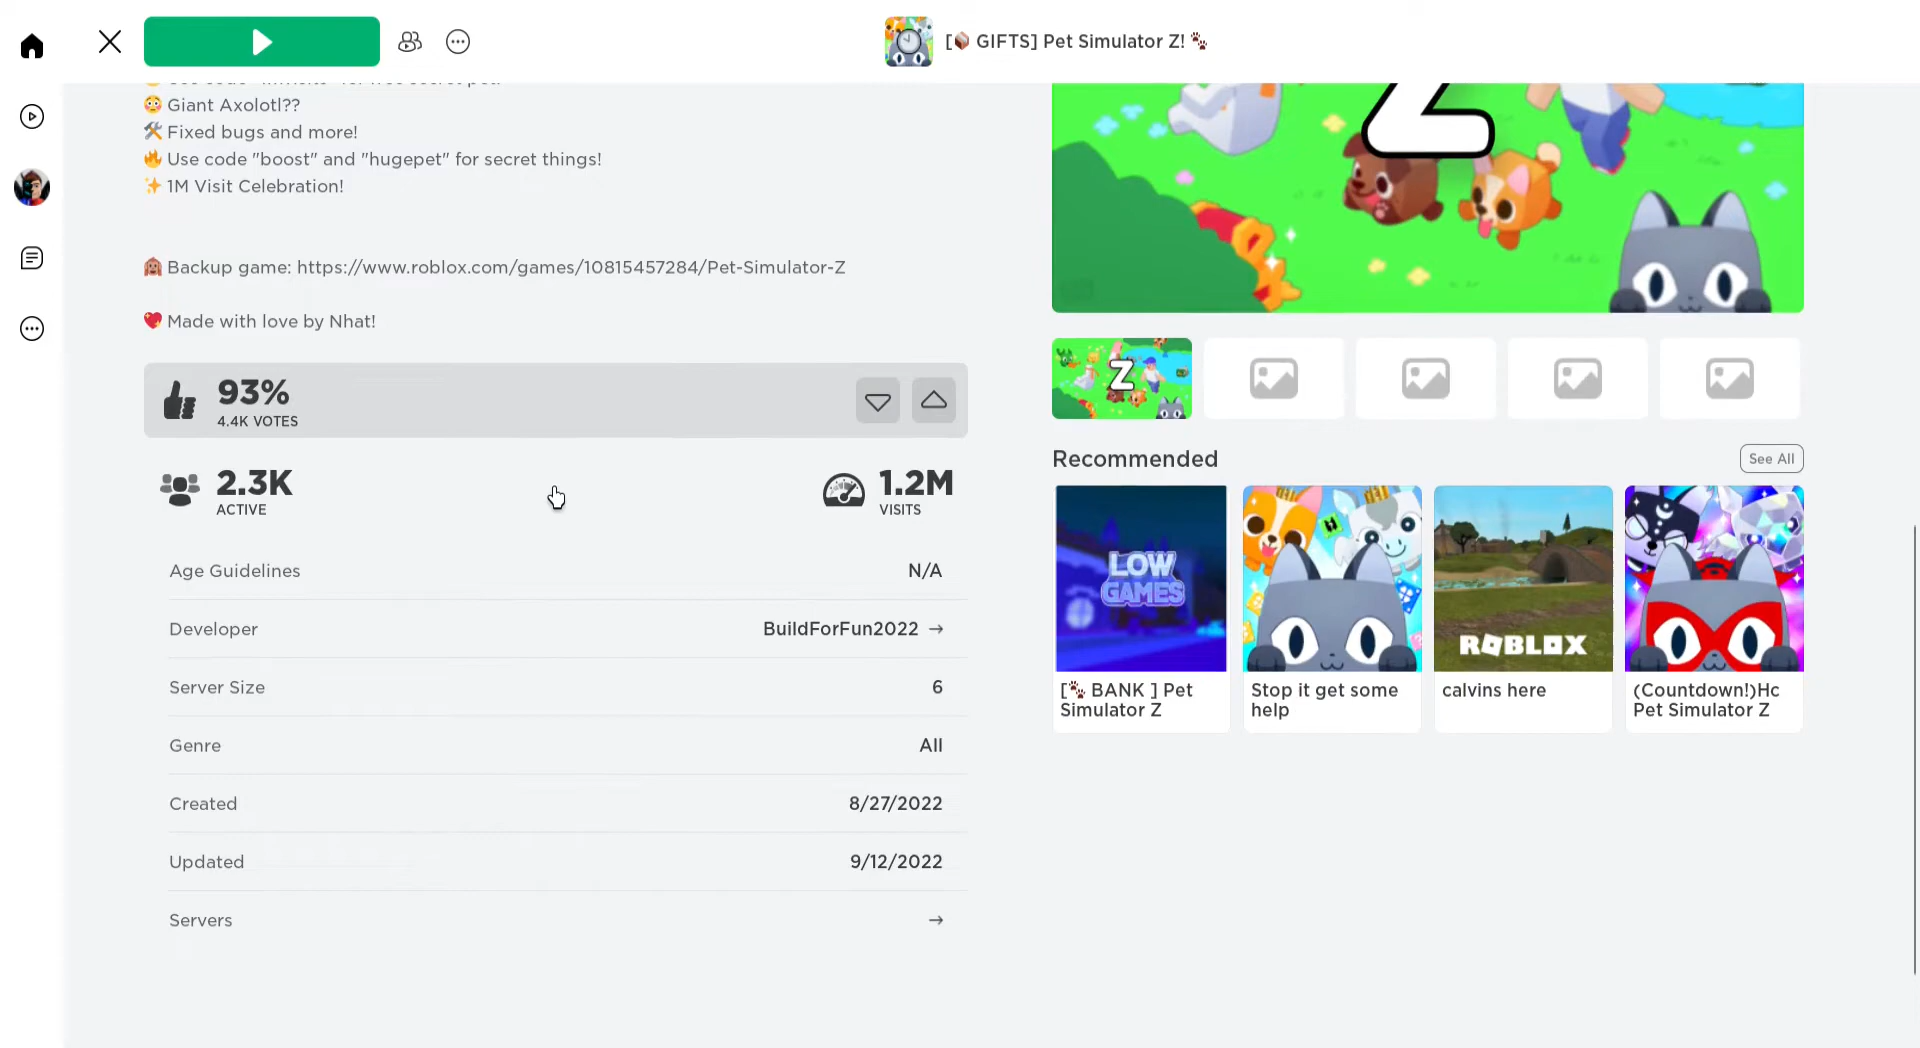 [📦 GIFTS] Pet Simulator Z! 🐾
😳 Giant Axolotl??
🛠️ Fixed bugs and more!
🔥 Use code "boost" and "hugepet" for secret things!
✨ 1M Visit Celebration!
🙉 Backup game: https://www.roblox.com/games/10815457284/Pet-Simulator-Z
💖 Made with love by Nhat!
93%
4.4K VOTES
2.3K
ACTIVE
1.2M
VISITS
Age Guidelines N/A
Developer BuildForFun2022 →
Server Size 6
Genre All
Created 8/27/2022
Updated 9/12/2022
Servers →
Z
Z
Recommended
See All
LOW
GAMES
[🐾 BANK ] Pet
Simulator Z
Stop it get some
help
ROBLOX
calvins here
(Countdown!)Hc
Pet Simulator Z